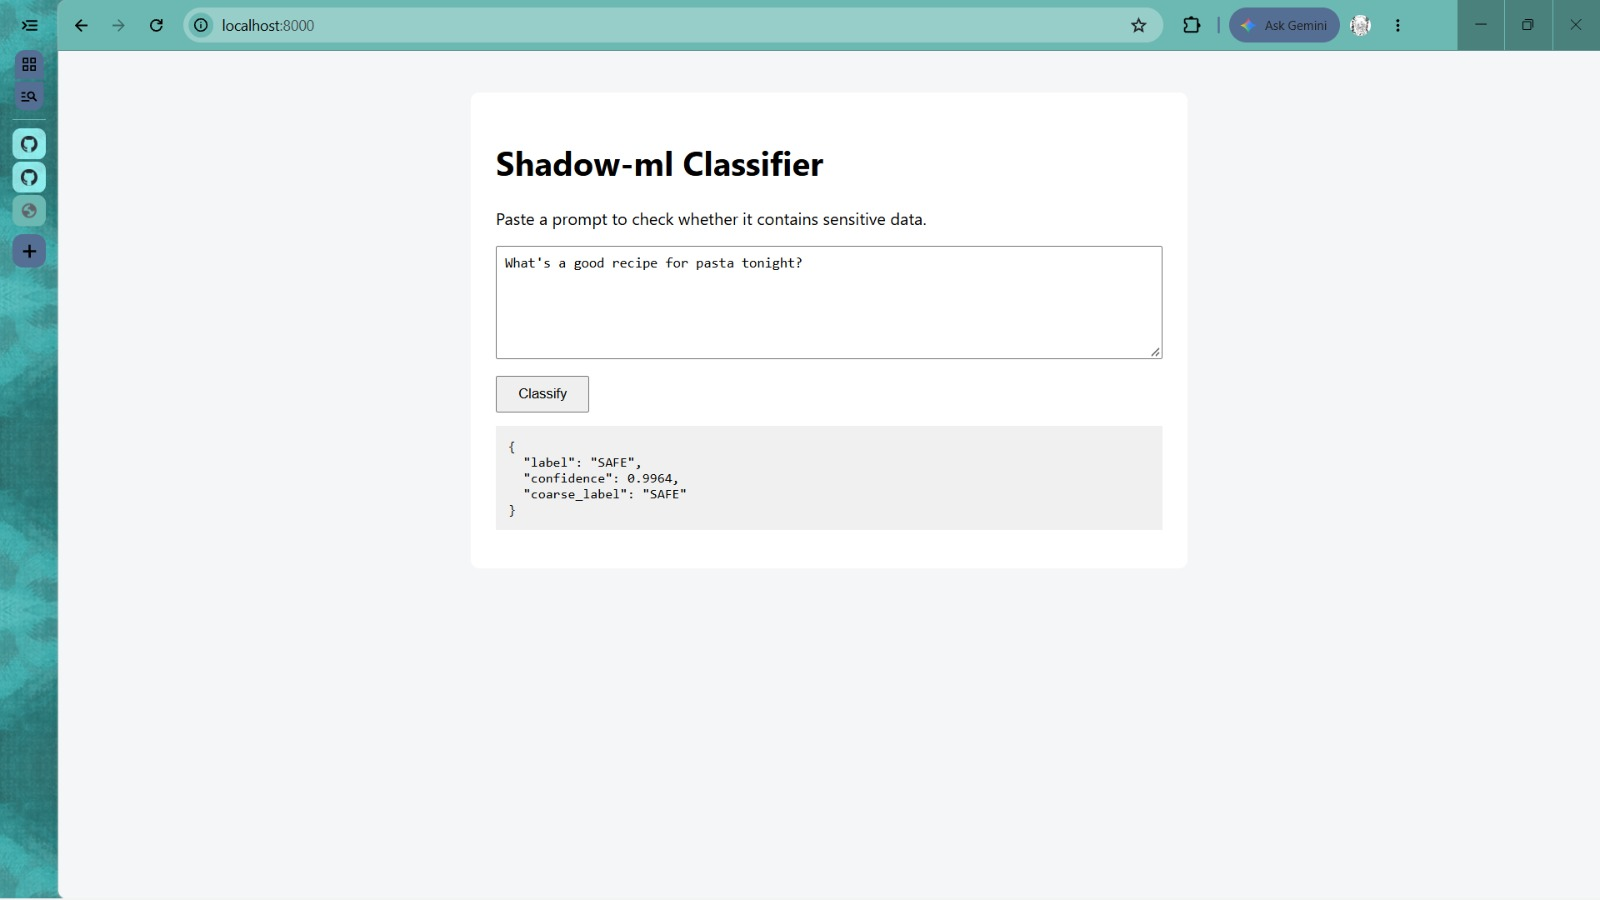 localhost:8000
Ask Gemini
Shadow-ml Classifier
Paste a prompt to check whether it contains sensitive data.
What's a good recipe for pasta tonight?
Classify
{
  "label": "SAFE",
  "confidence": 0.9964,
  "coarse_label": "SAFE"
}